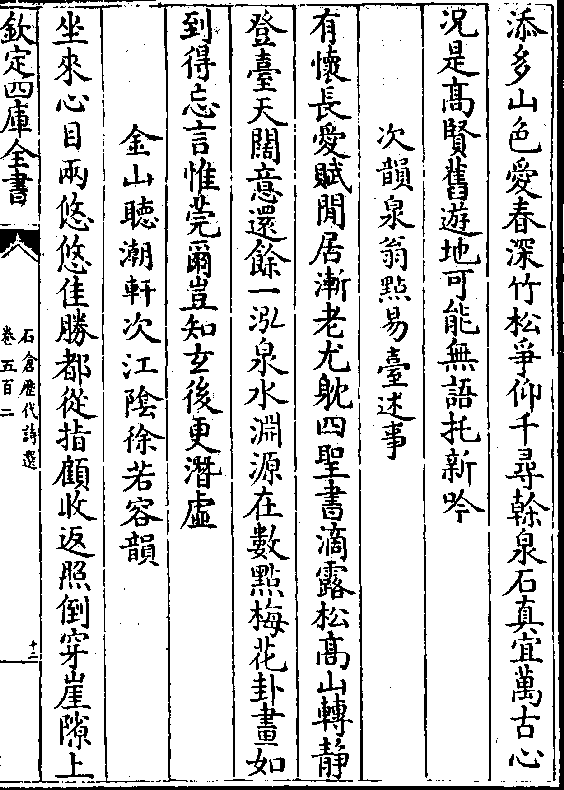 添多山色愛春深竹松爭仰千尋榦泉石真宜萬古心
况是髙賢舊遊地可能無語托新吟
次韻泉翁點易臺述事
有懐長愛賦閒居漸老尤躭四聖書滴露松髙山轉静
登臺天闊意還餘一泓泉水淵源在數點梅花卦畫如
到得忘言惟莞爾豈知玄後更潛虛
金山聽潮軒次江陰徐若容韻
坐來心目兩悠悠佳勝都從指顧收返照倒穿崖隙上
欽定四庫全書
石倉歴代詩選
卷五百二
十二